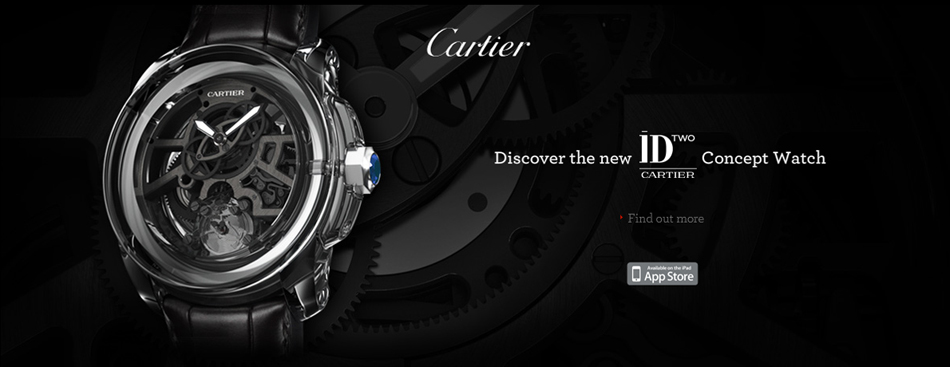 Cartier
CARTIER
Discover the new ID TWO CARTIER Concept Watch
Find out more
Available on the iPad
App Store